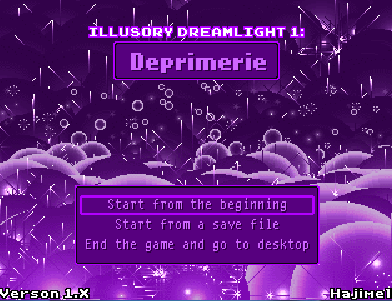 ILLUSORY DREAMLIGHT 1:
Deprimerie
Start from the beginning
Start from a save file
End the game and go to desktop
Verson 1.X
Hajimel